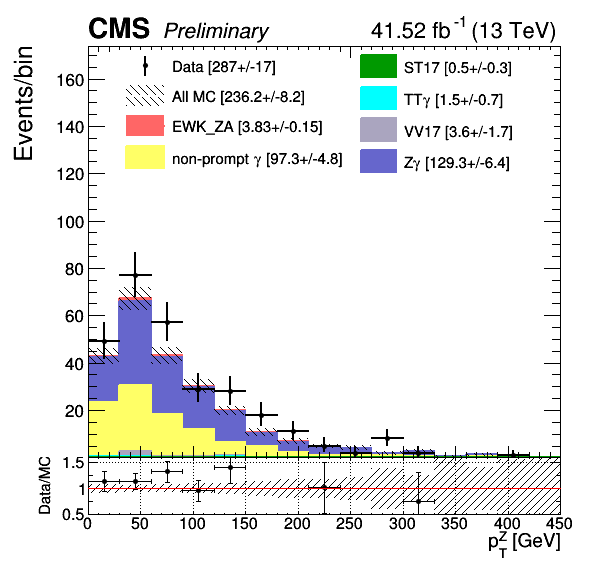 CMS Preliminary 41.52 fb⁻¹ (13 TeV)
Events/bin
160
140
120
100
80
60
40
20
Data [287+/-17]
All MC [236.2+/-8.2]
EWK_ZA [3.83+/-0.15]
non-prompt γ [97.3+/-4.8]
ST17 [0.5+/-0.3]
TTγ [1.5+/-0.7]
VV17 [3.6+/-1.7]
Zγ [129.3+/-6.4]
Data/MC
1.5
1
0.5
0 50 100 150 200 250 300 350 400 450
p_T^Z [GeV]